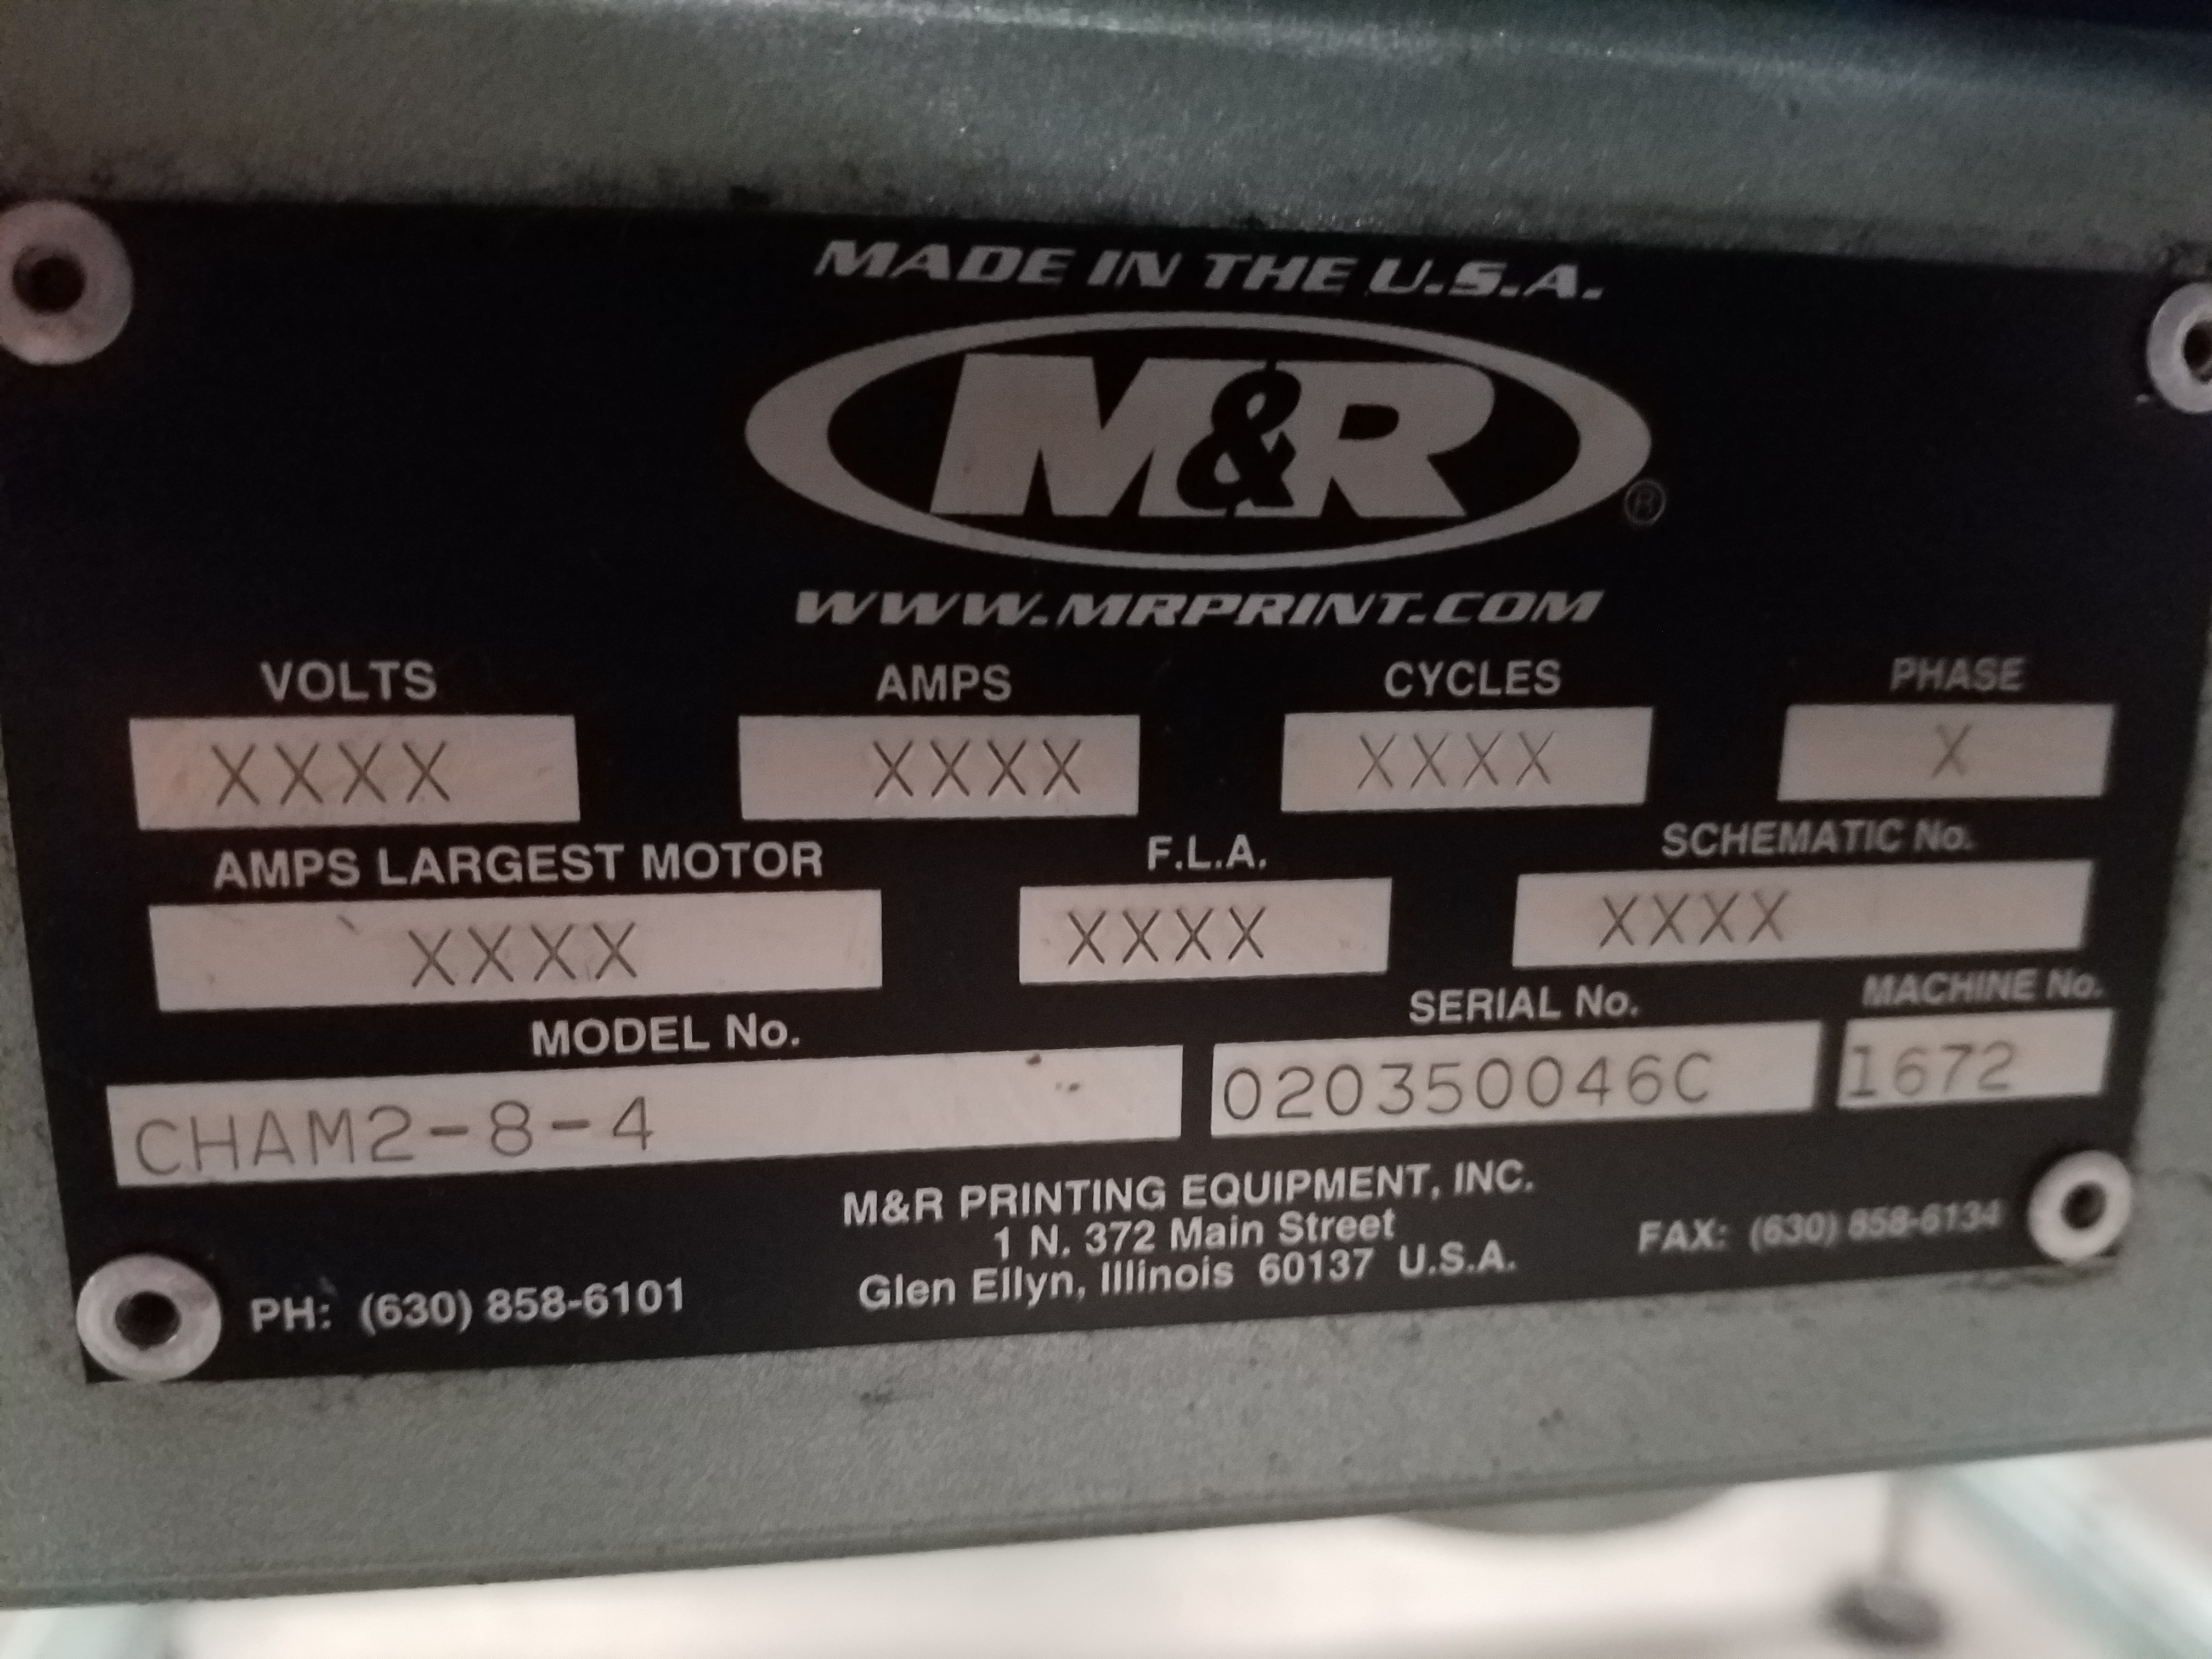 MADE IN THE U.S.A.
M&R ®
WWW.MRPRINT.COM
VOLTS AMPS CYCLES PHASE
XXXX XXXX XXXX X
AMPS LARGEST MOTOR F.L.A. SCHEMATIC No.
XXXX XXXX XXXX
MODEL No. SERIAL No. MACHINE No.
CHAM2-8-4 020350046C 1672
M&R PRINTING EQUIPMENT, INC.
1 N. 372 Main Street
Glen Ellyn, Illinois 60137 U.S.A.
PH: (630) 858-6101
FAX: (630) 858-6134